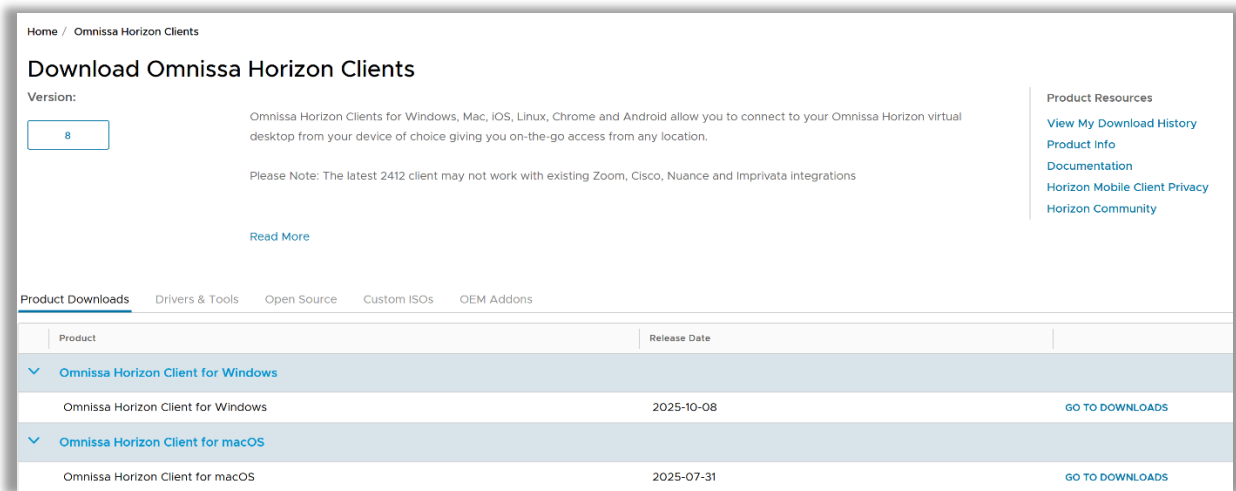 Home / Omnissa Horizon Clients
Download Omnissa Horizon Clients
Version:
8
Omnissa Horizon Clients for Windows, Mac, iOS, Linux, Chrome and Android allow you to connect to your Omnissa Horizon virtual
desktop from your device of choice giving you on-the-go access from any location.
Please Note: The latest 2412 client may not work with existing Zoom, Cisco, Nuance and Imprivata integrations
Read More
Product Resources
View My Download History
Product Info
Documentation
Horizon Mobile Client Privacy
Horizon Community
Product Downloads Drivers & Tools Open Source Custom ISOs OEM Addons
Product Release Date
Omnissa Horizon Client for Windows
Omnissa Horizon Client for Windows 2025-10-08 GO TO DOWNLOADS
Omnissa Horizon Client for macOS
Omnissa Horizon Client for macOS 2025-07-31 GO TO DOWNLOADS